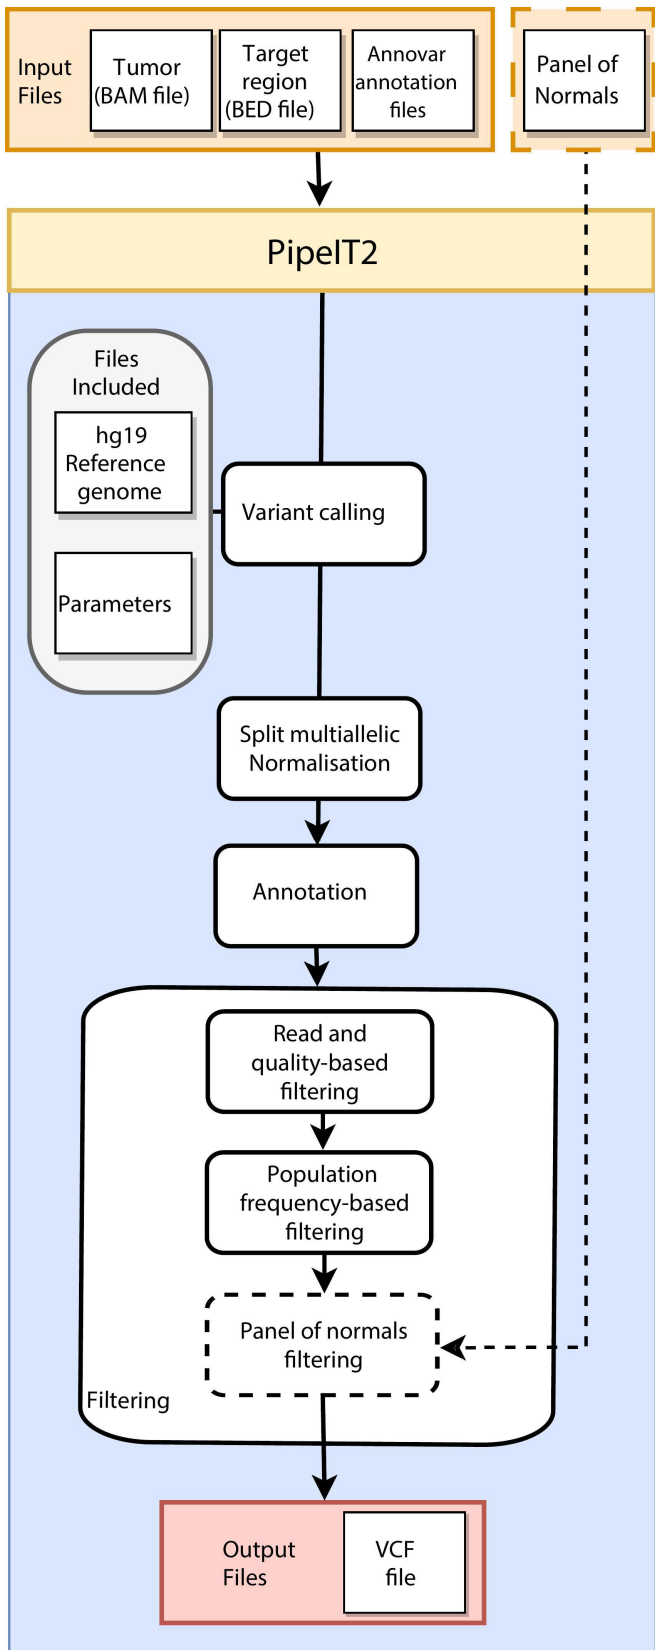 Input
Files
Tumor
(BAM file)
Target
region
(BED file)
Annovar
annotation
files
Panel of
Normals
PipeIT2
Files
Included
hg19
Reference
genome
Parameters
Variant calling
Split multiallelic
Normalisation
Annotation
Read and
quality-based
filtering
Population
frequency-based
filtering
Panel of normals
filtering
Filtering
Output
Files
VCF
file